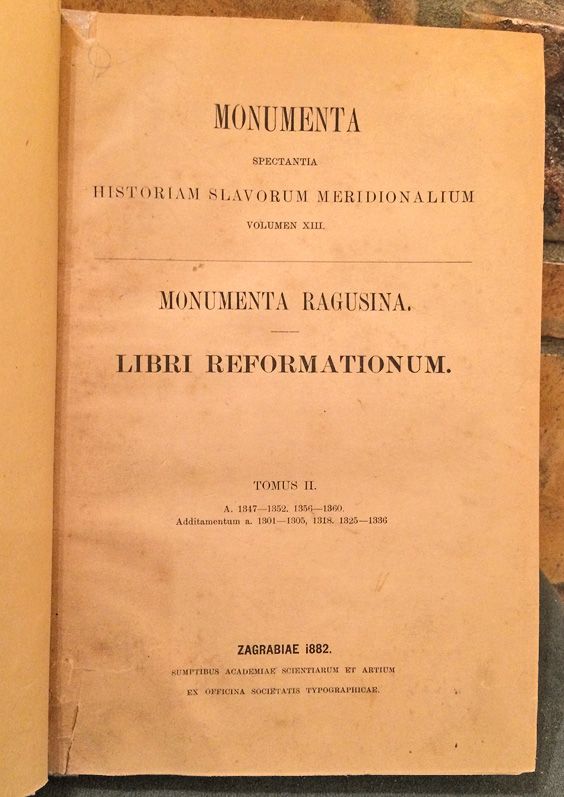 MONUMENTA
SPECTANTIA
HISTORIAM SLAVORUM MERIDIONALIUM
VOLUMEN XIII.
MONUMENTA RAGUSINA.
LIBRI REFORMATIONUM.
TOMUS II.
A. 1347—1352. 1356—1360.
Additamentum a. 1301—1305, 1318. 1325—1336
ZAGRABIAE 1882.
SUMPTIBUS ACADEMIAE SCIENTIARUM ET ARTIUM
EX OFFICINA SOCIETATIS TYPOGRAPHICAE.